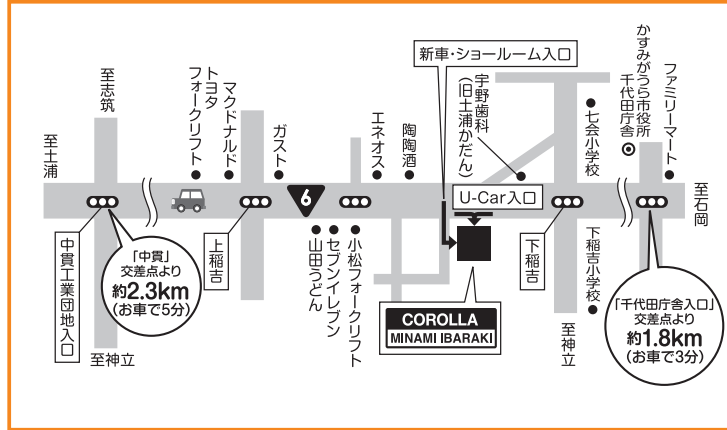 新車・ショールーム入口
至志筑
トヨタ
フォークリフト
マクドナルド
ガスト
エネオス
陶陶酒
宇野歯科
(旧土浦かだん)
七会小学校
かすみがうら市役所
千代田庁舎
ファミリーマート
至土浦
6
U-Car入口
至石岡
中貫工業団地入口
「中貫」
交差点より
約2.3km
(お車で5分)
至神立
上稲吉
山田うどん
セブンイレブン
小松フォークリフト
COROLLA
MINAMI IBARAKI
下稲吉
下稲吉小学校
至神立
「千代田庁舎入口」
交差点より
約1.8km
(お車で3分)